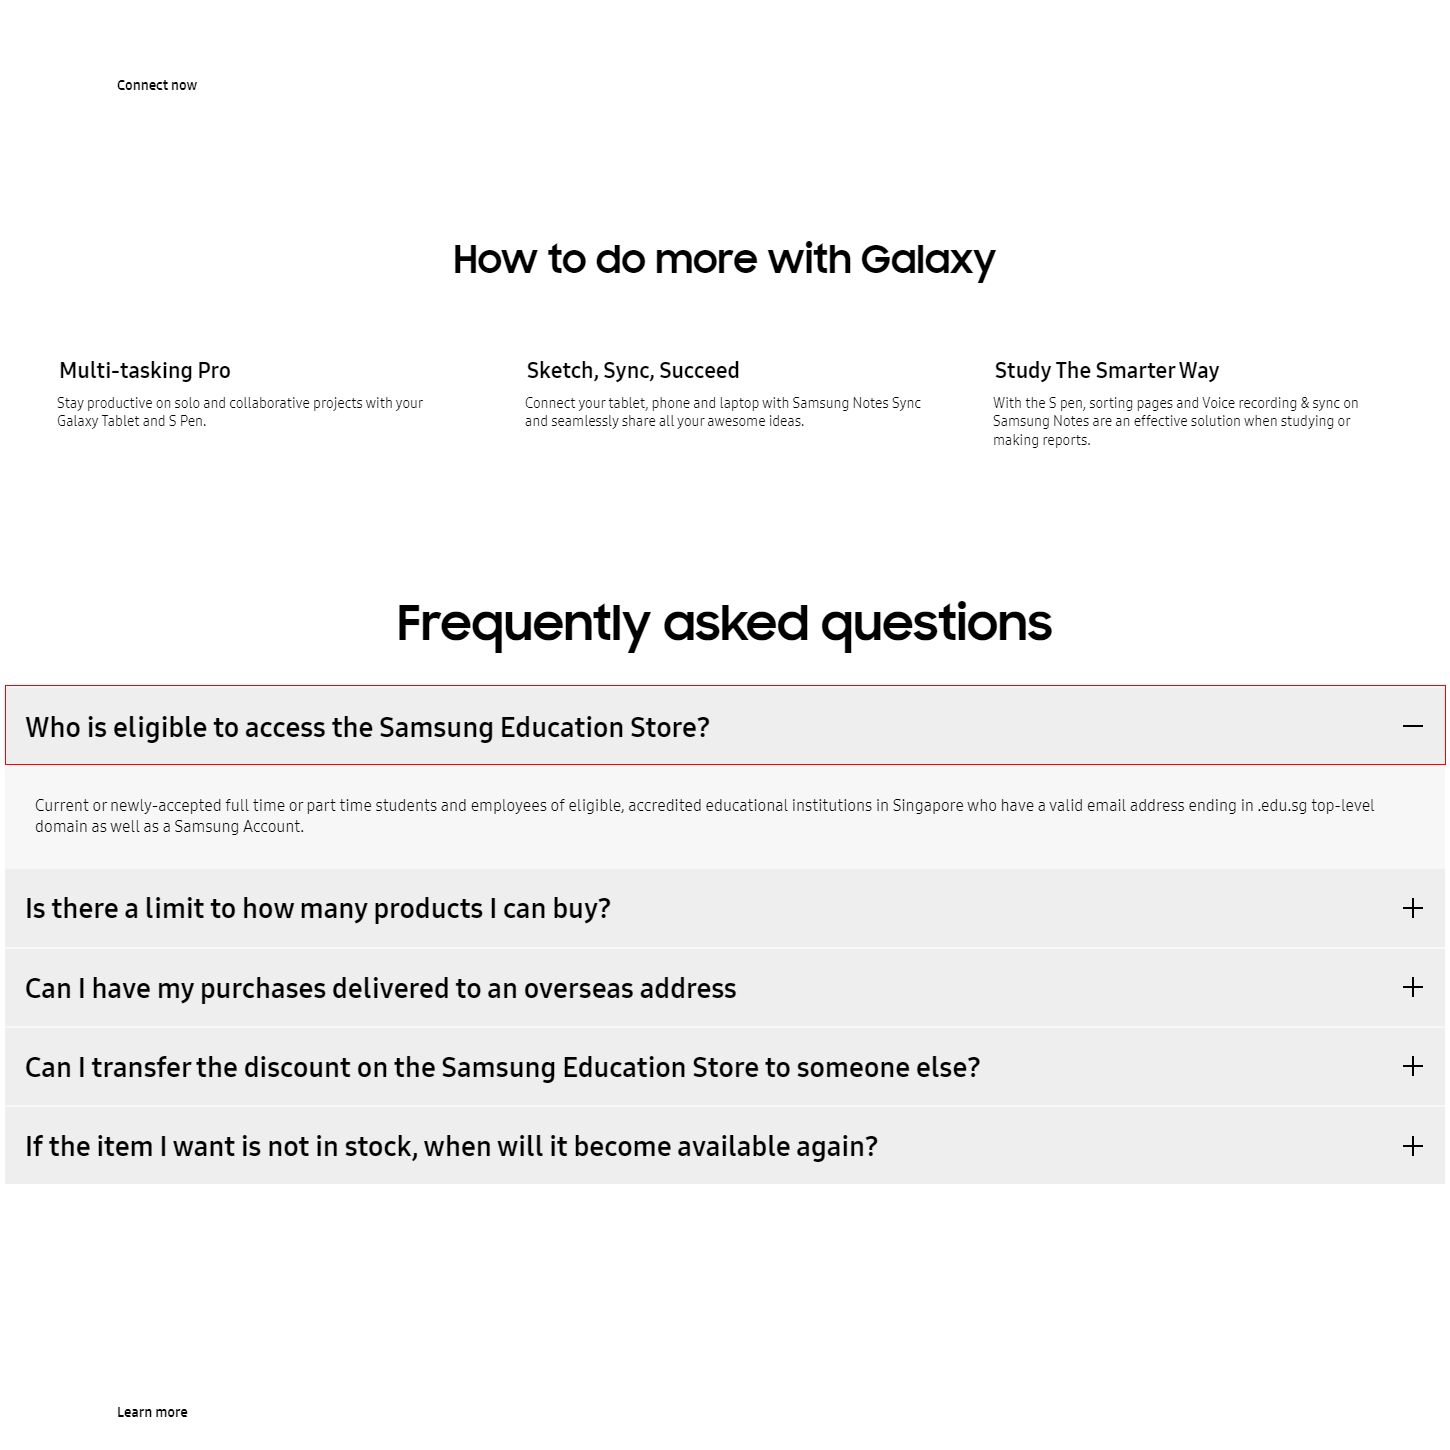 Connect now
How to do more with Galaxy
Multi-tasking Pro
Stay productive on solo and collaborative projects with your
Galaxy Tablet and S Pen.
Sketch, Sync, Succeed
Connect your tablet, phone and laptop with Samsung Notes Sync
and seamlessly share all your awesome ideas.
Study The Smarter Way
With the S pen, sorting pages and Voice recording & sync on
Samsung Notes are an effective solution when studying or
making reports.
Frequently asked questions
Who is eligible to access the Samsung Education Store?
Current or newly-accepted full time or part time students and employees of eligible, accredited educational institutions in Singapore who have a valid email address ending in .edu.sg top-level
domain as well as a Samsung Account.
Is there a limit to how many products I can buy?
Can I have my purchases delivered to an overseas address
Can I transfer the discount on the Samsung Education Store to someone else?
If the item I want is not in stock, when will it become available again?
Learn more